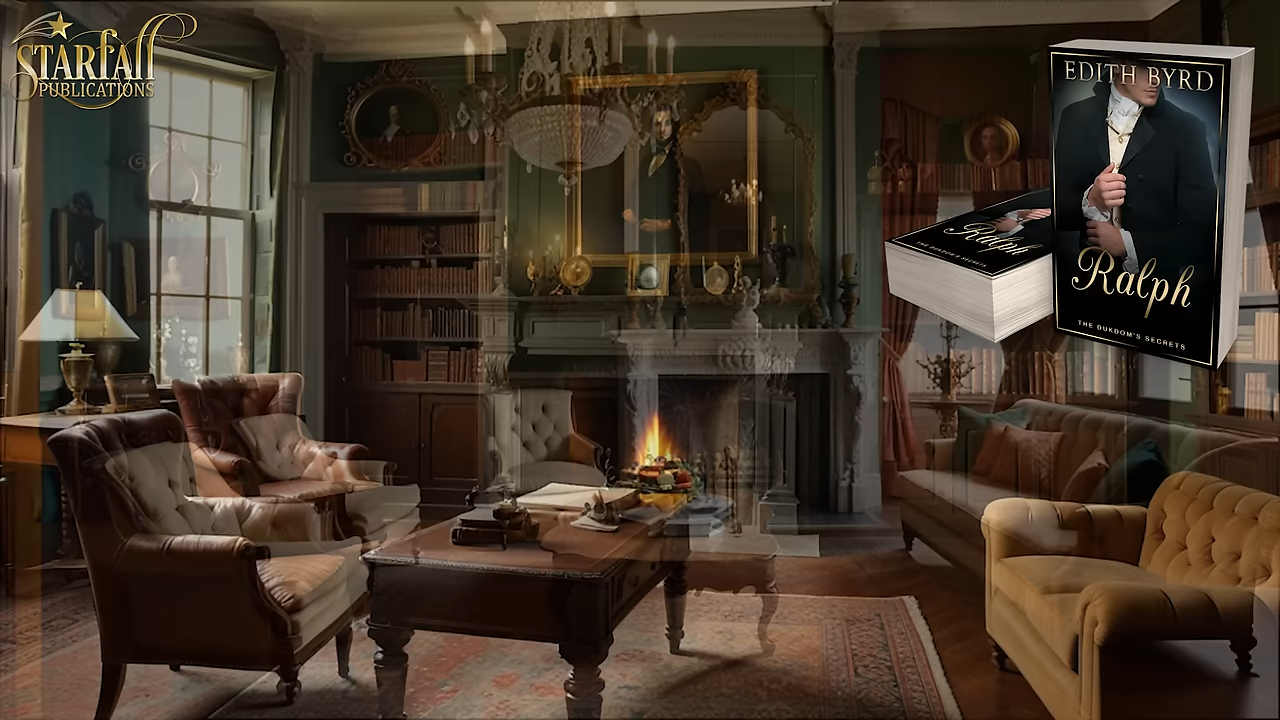 STARfall
PUBLICATIONS
EDITH BYRD
Ralph
THE DUKDOM'S SECRETS
Ralph
THE DUKDOM'S SECRETS